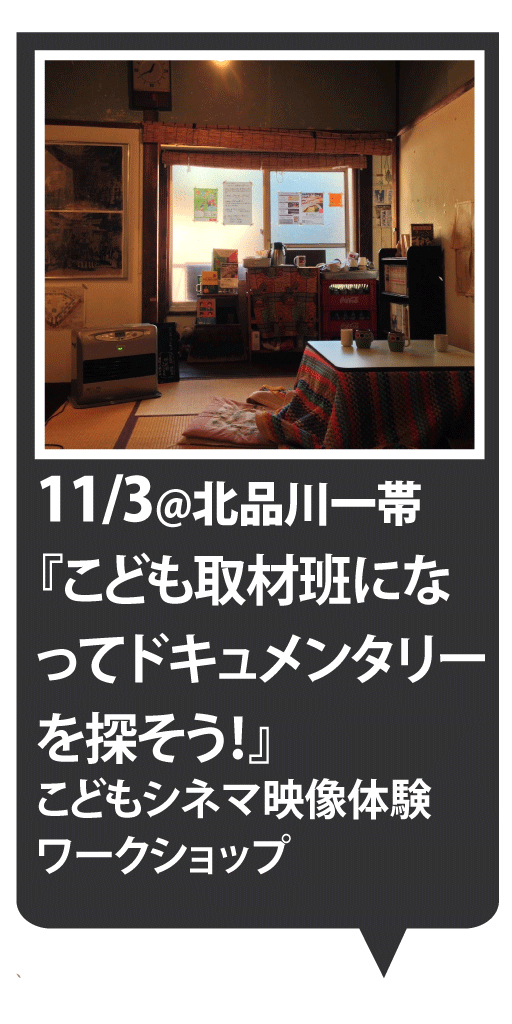 11/3@北品川一帯
『こども取材班にな
ってドキュメンタリー
を探そう!』
こどもシネマ映像体験
ワークショップ
、